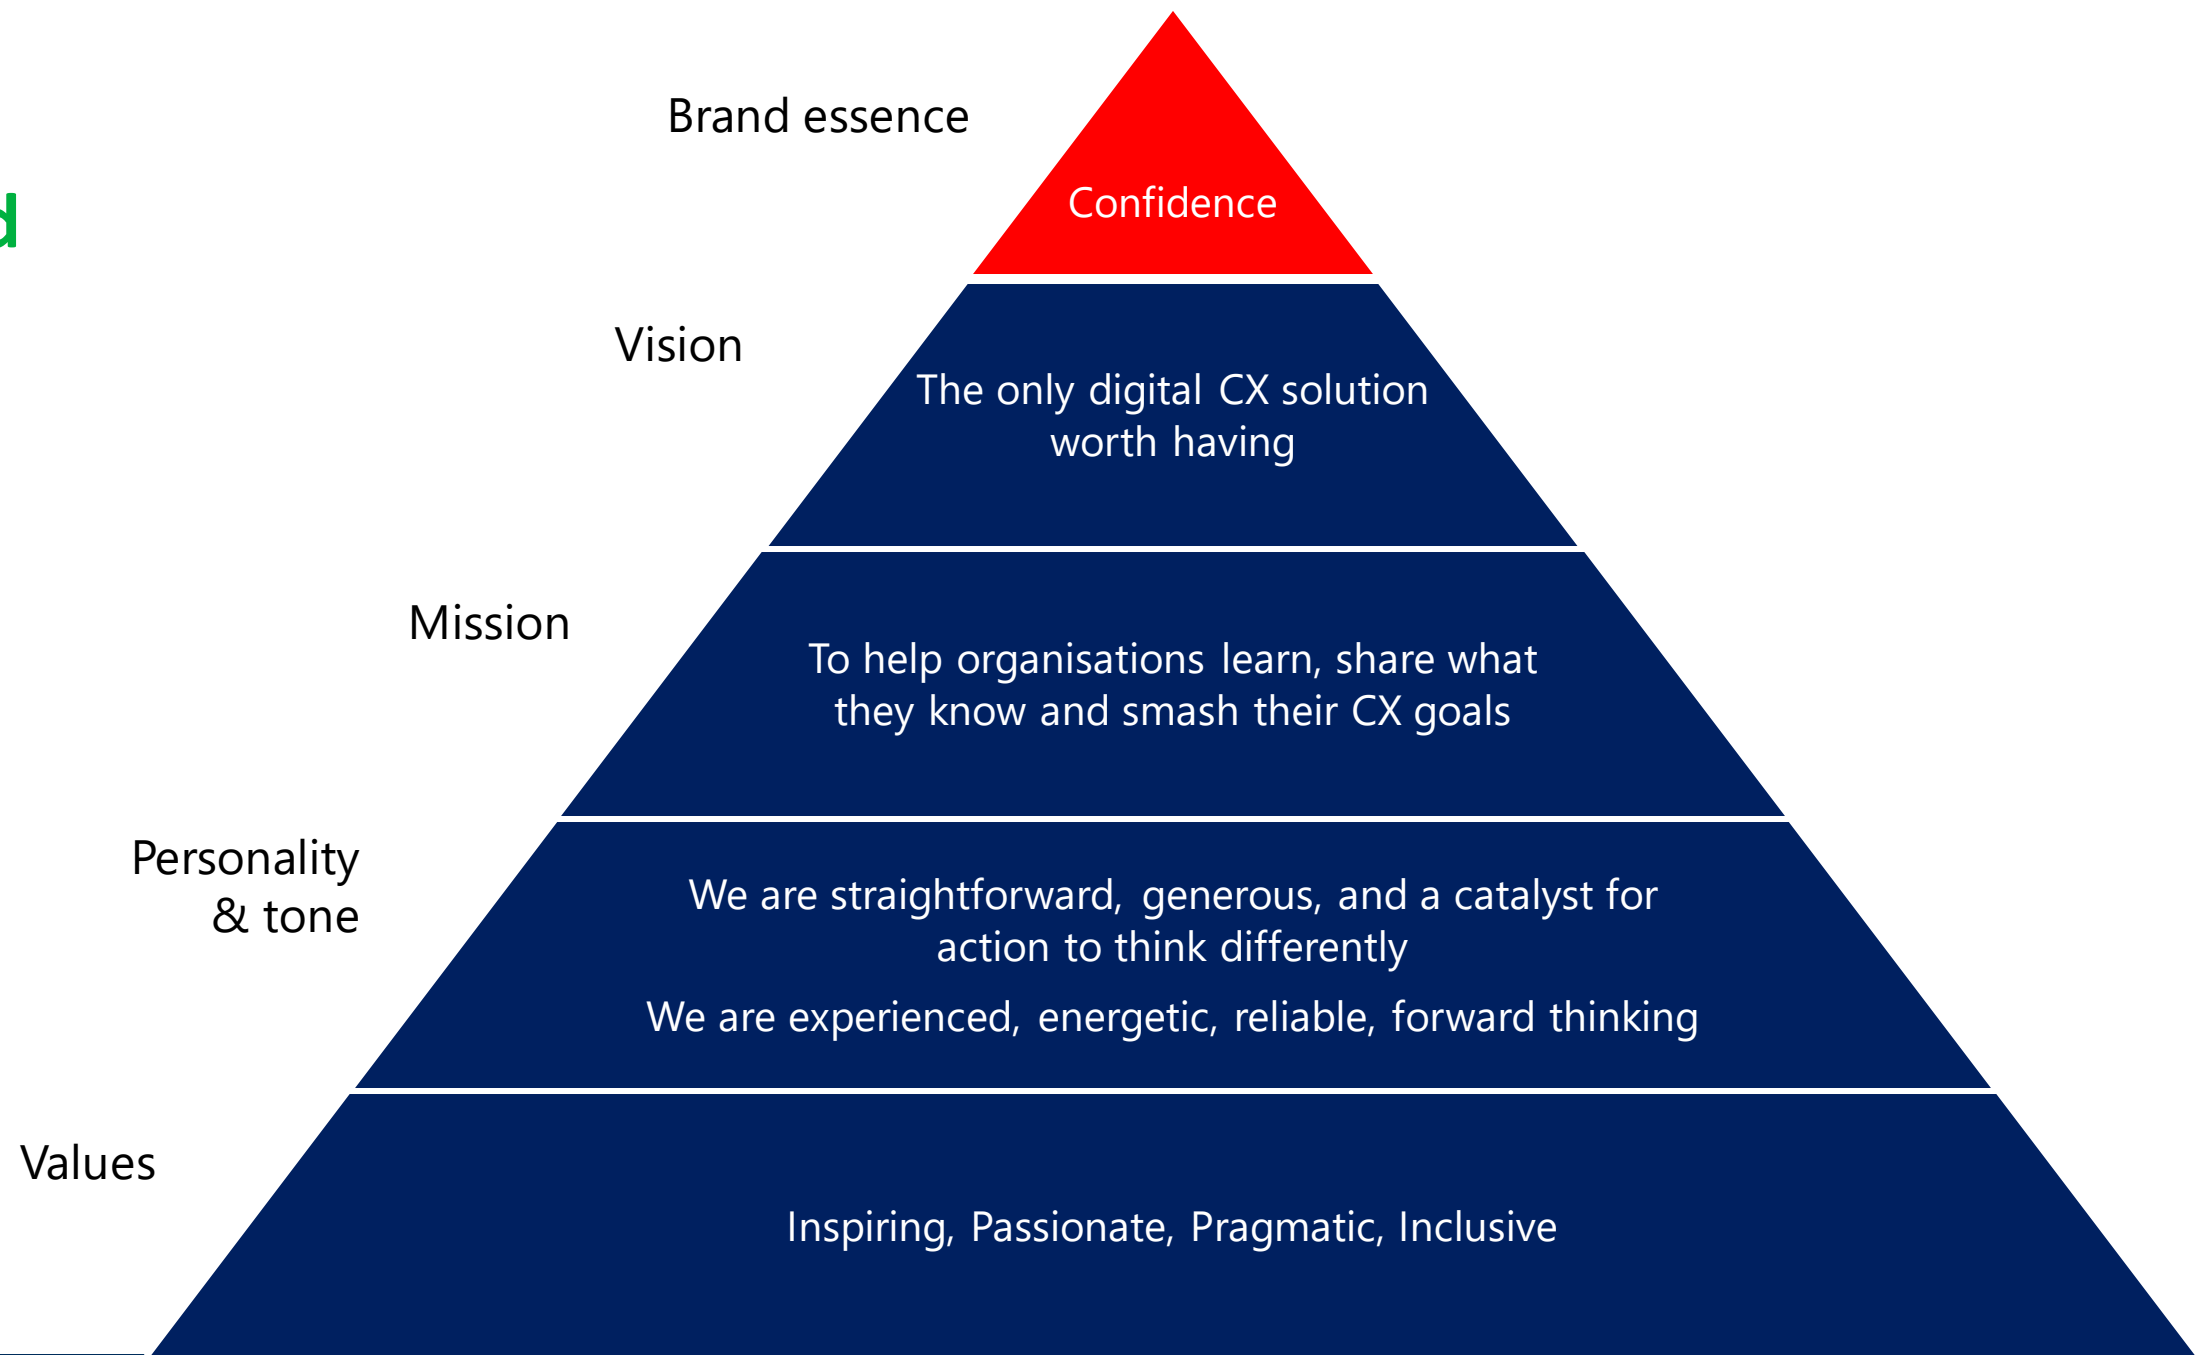 Brand essence
Confidence
d
Vision
The only digital CX solution
worth having
Mission
To help organisations learn, share what
they know and smash their CX goals
Personality
& tone
We are straightforward, generous, and a catalyst for
action to think differently
We are experienced, energetic, reliable, forward thinking
Values
Inspiring, Passionate, Pragmatic, Inclusive